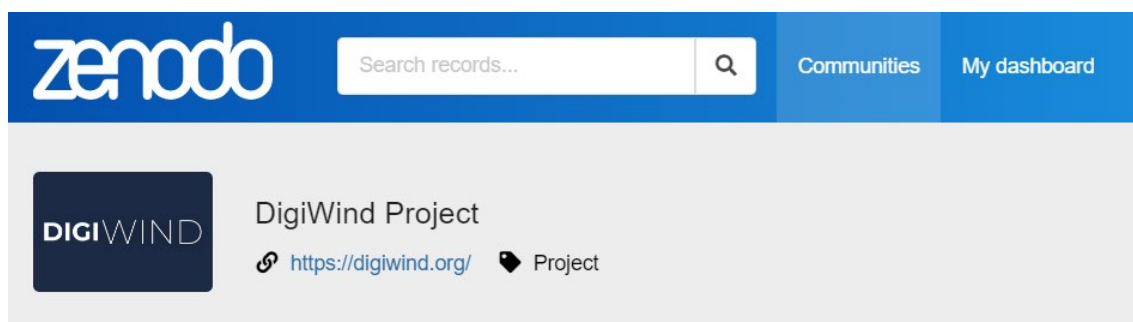 zenodo
Search records...
Communities
My dashboard
DIGIWIND
DigiWind Project
https://digiwind.org/
Project